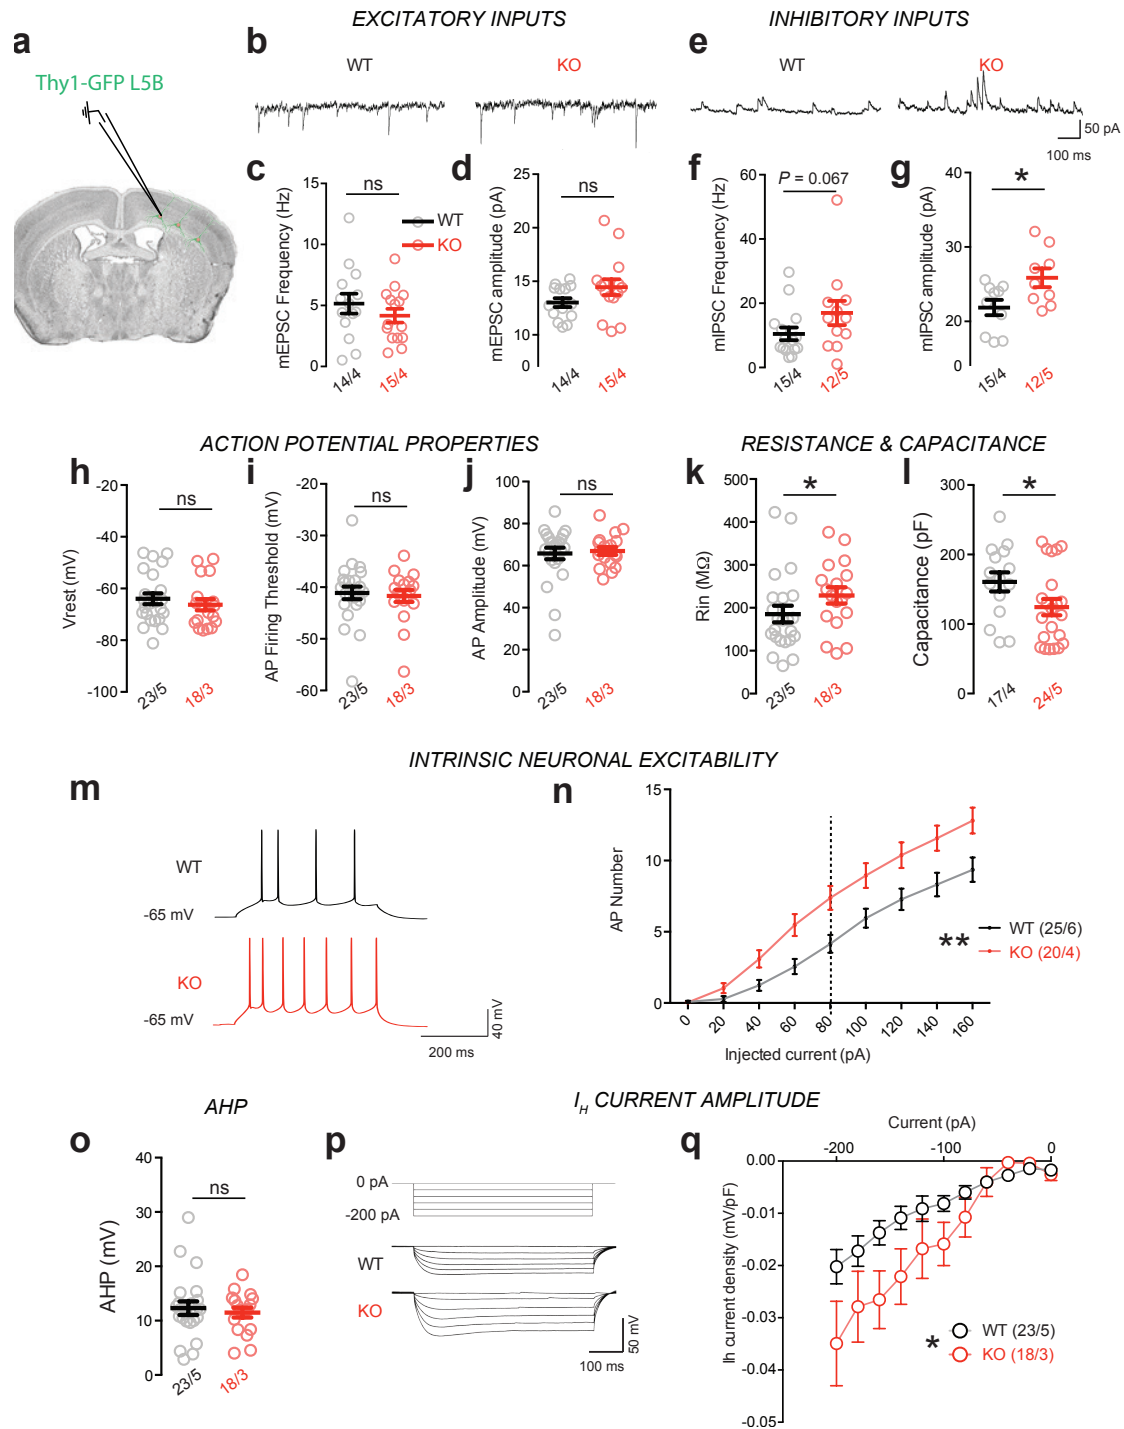 EXCITATORY INPUTS
INHIBITORY INPUTS
a
Thy1-GFP L5B
b
WT
KO
e
WT
KO
50 pA
100 ms
c
mEPSC Frequency (Hz)
15
10
5
0
ns
WT
KO
14/4
15/4
d
mEPSC amplitude (pA)
25
20
15
10
0
ns
14/4
15/4
f
mIPSC Frequency (Hz)
60
40
20
0
P = 0.067
15/4
12/5
g
mIPSC amplitude (pA)
40
30
20
0
*
15/4
12/5
ACTION POTENTIAL PROPERTIES
RESISTANCE & CAPACITANCE
h
Vrest (mV)
-20
-40
-60
-80
-100
ns
23/5
18/3
i
AP Firing Threshold (mV)
-20
-30
-40
-50
-60
ns
23/5
18/3
j
AP Amplitude (mV)
100
80
60
40
20
0
ns
23/5
18/3
k
Rin (MΩ)
500
400
300
200
100
0
*
23/5
18/3
l
Capacitance (pF)
300
200
100
0
*
17/4
24/5
INTRINSIC NEURONAL EXCITABILITY
m
WT
-65 mV
KO
-65 mV
40 mV
200 ms
n
AP Number
15
10
5
0
0
20
40
60
80
100
120
140
160
Injected current (pA)
**
WT (25/6)
KO (20/4)
AHP
IH CURRENT AMPLITUDE
o
AHP (mV)
40
30
20
10
0
ns
23/5
18/3
p
0 pA
-200 pA
WT
KO
50 mV
100 ms
q
Current (pA)
-200
-100
0
Ih current density (mV/pF)
0.00
-0.01
-0.02
-0.03
-0.04
-0.05
*
WT (23/5)
KO (18/3)